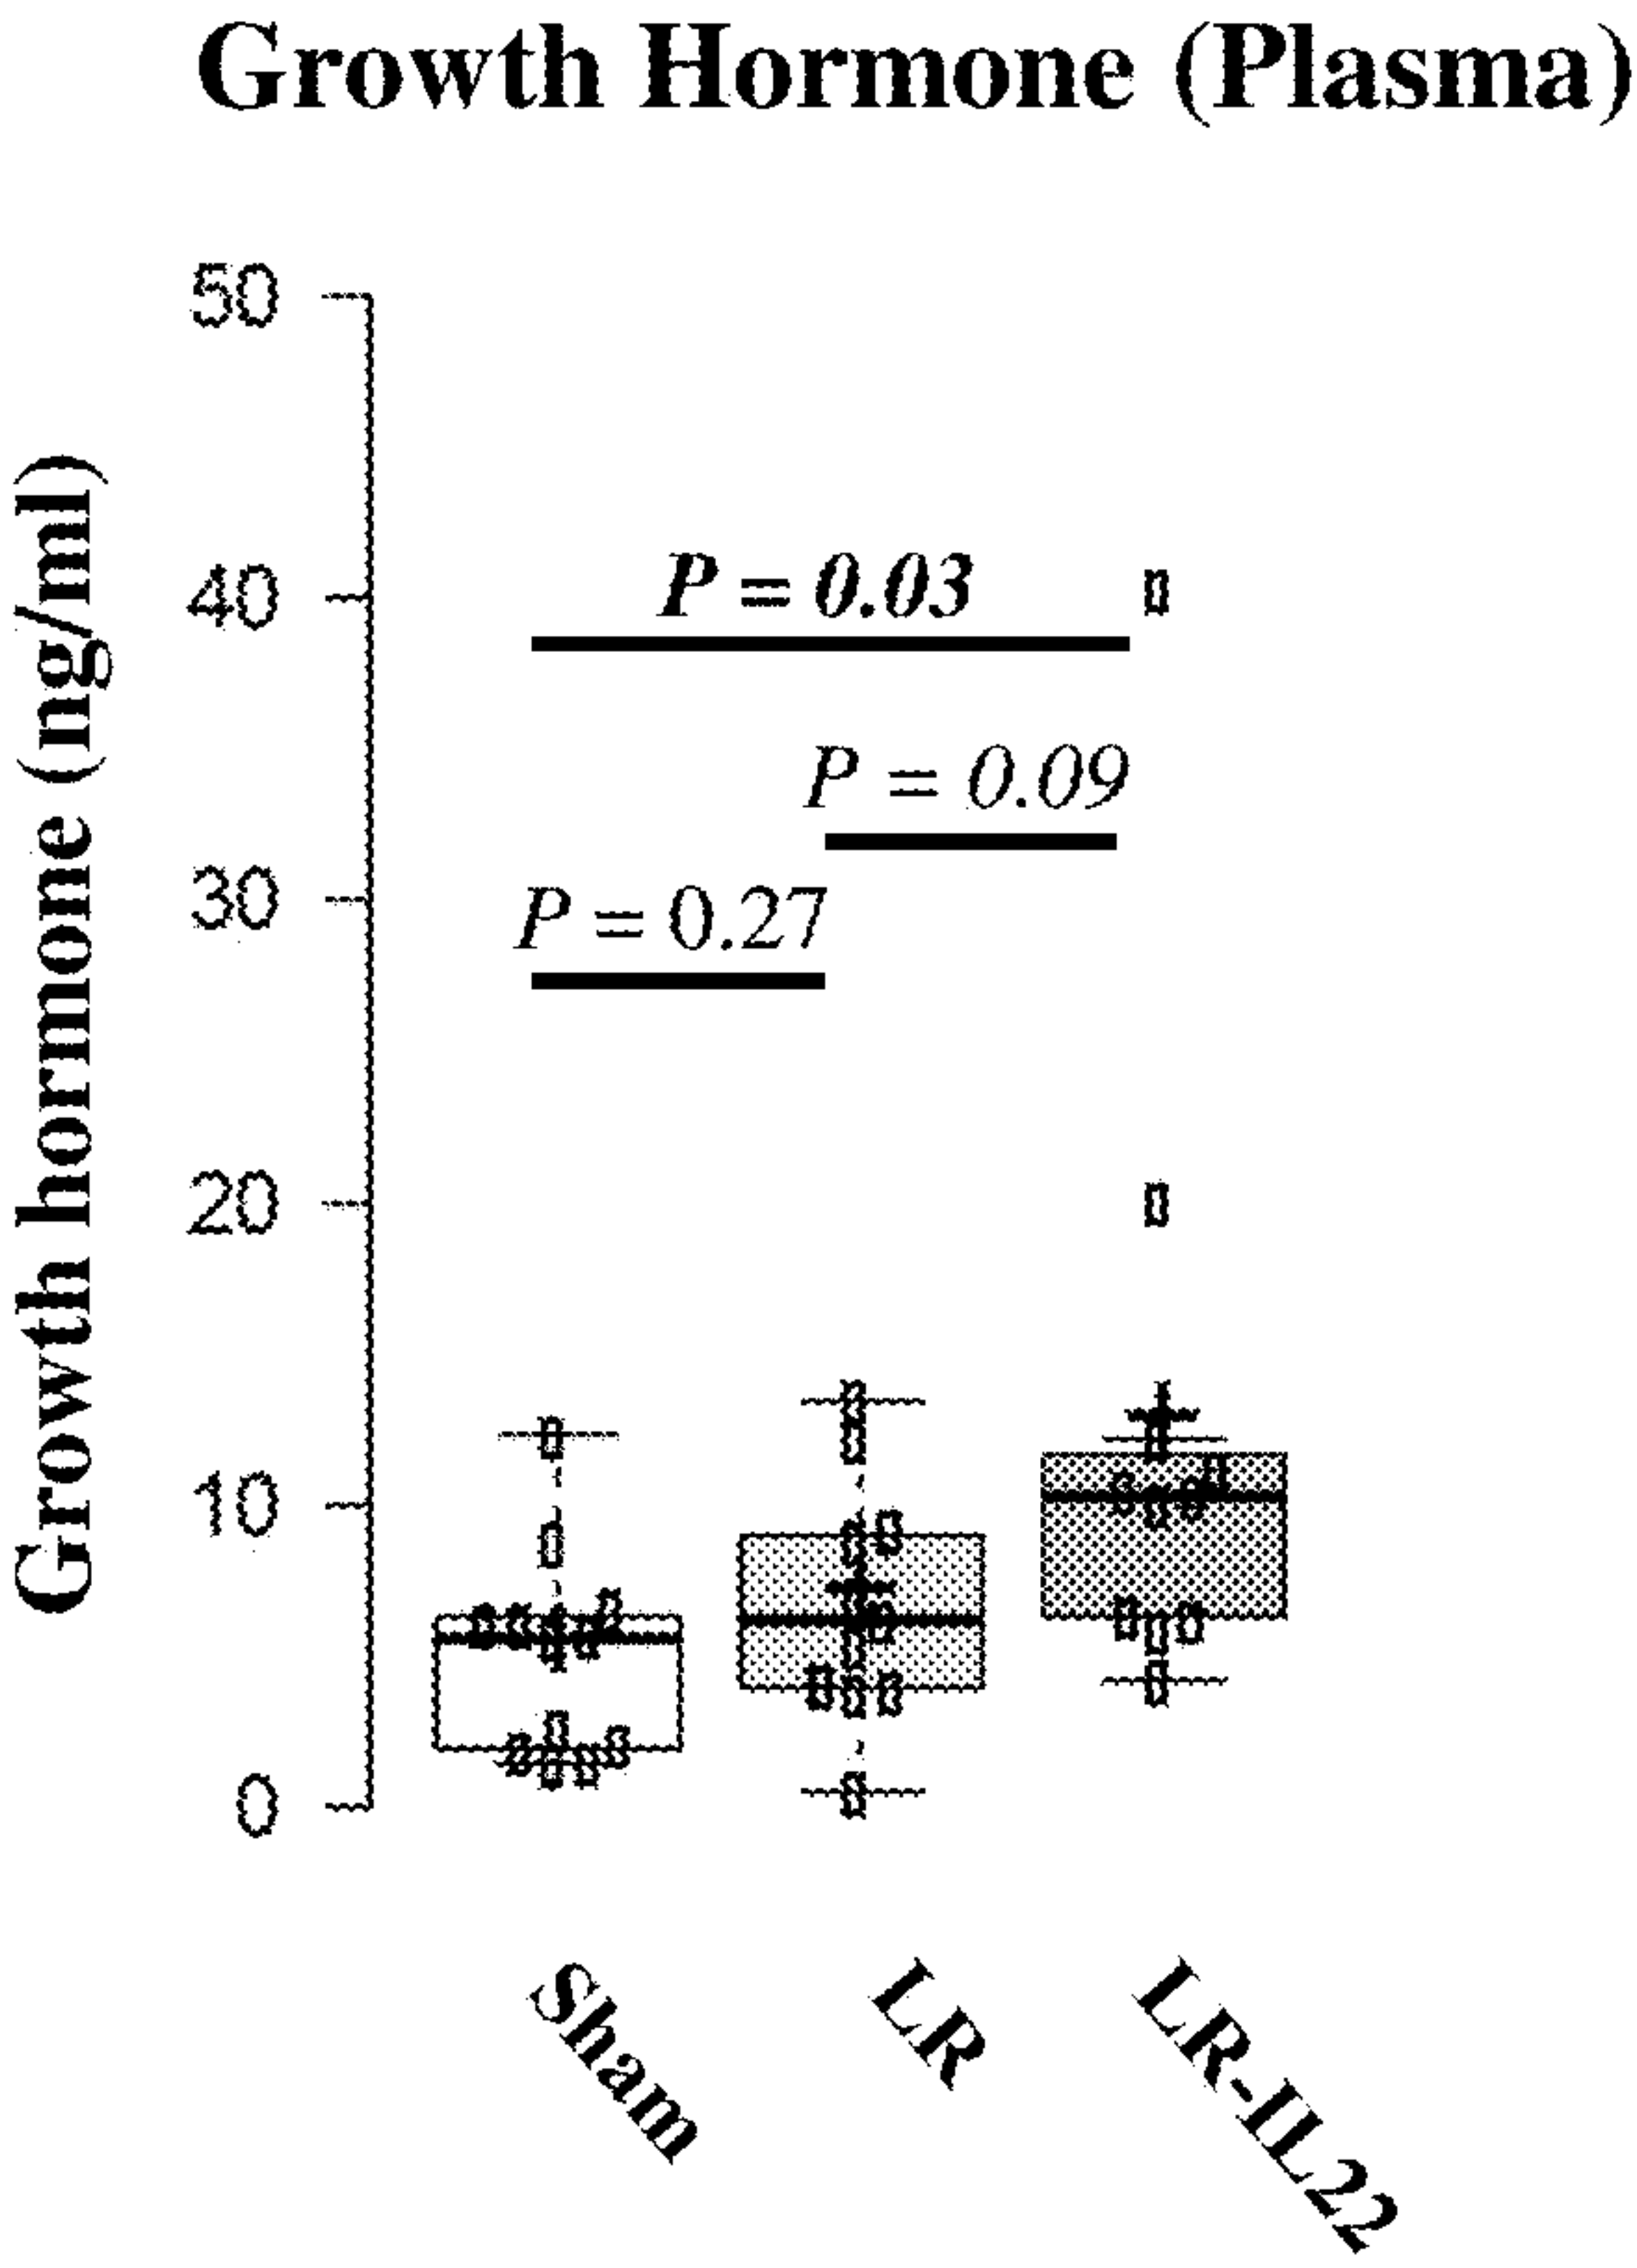 Growth Hormone (Plasma)
Growth hormone (ng/ml)
50
40
30
20
10
0
P = 0.03
P = 0.09
P = 0.27
Sham
LR
LR-IL22